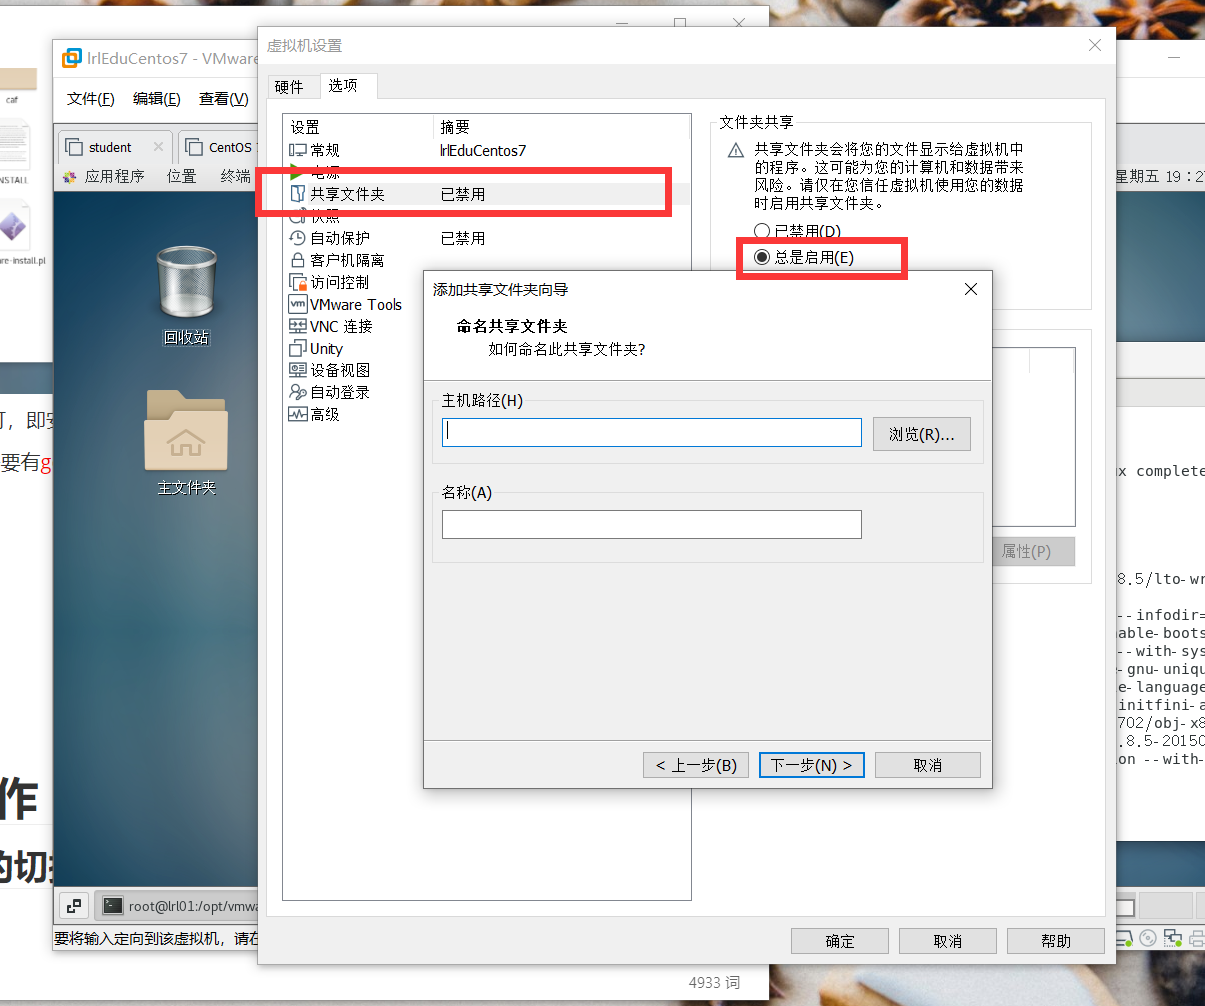 虚拟机设置
lrlEduCentos7 - VMware
硬件
选项
caf
文件(F) 编辑(E) 查看(V)
设置 摘要
文件夹共享
student
CentOS 7
常规 lrlEduCentos7
共享文件夹会将您的文件显示给虚拟机中
的程序。这可能为您的计算机和数据带来
风险。请仅在您信任虚拟机使用您的数据
时启用共享文件夹。
NSTALL
应用程序 位置 终端
电源
星期五 19：2
共享文件夹 已禁用
快照
已禁用(D)
自动保护 已禁用
总是启用(E)
re-install.pl
客户机隔离
访问控制
VMware Tools
VNC 连接
Unity
设备视图
自动登录
高级
回收站
主文件夹
添加共享文件夹向导
命名共享文件夹
如何命名此共享文件夹?
主机路径(H)
浏览(R)...
名称(A)
属性(P)
< 上一步(B)
下一步(N) >
取消
可，即安
要有g
作
的切换
x complete
8.5/lto-wr
--infodir=
able-boots
--with-sys
-gnu-uniqu
e-language
initfini-a
702/obj-x8
.8.5-20150
ion --with-
root@lrl01:/opt/vmwa
要将输入定向到该虚拟机，请在
确定
取消
帮助
4933 词